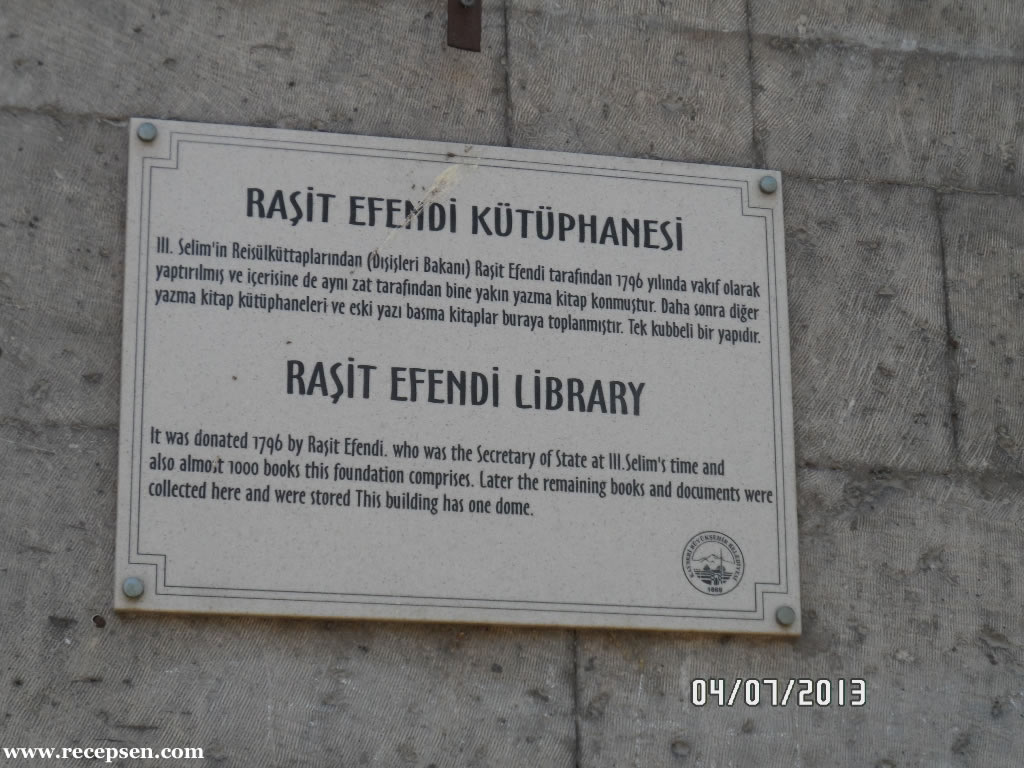 RAŞİT EFENDİ KÜTÜPHANESİ
III. Selim'in Reisülküttaplarından (Dışişleri Bakanı) Raşit Efendi tarafından 1796 yılında vakıf olarak
yaptırılmış ve içerisine de aynı zat tarafından bine yakın yazma kitap konmuştur. Daha sonra diğer
yazma kitap kütüphaneleri ve eski yazı basma kitaplar buraya toplanmıştır. Tek kubbeli bir yapıdır.
RAŞİT EFENDİ LİBRARY
It was donated 1796 by Raşit Efendi. who was the Secretary of State at III.Selim's time and
also almost 1000 books this foundation comprises. Later the remaining books and documents were
collected here and were stored This building has one dome.
KAYSERİ BÜYÜKŞEHİR BELEDİYESİ
04/07/2013
www.recepsen.com